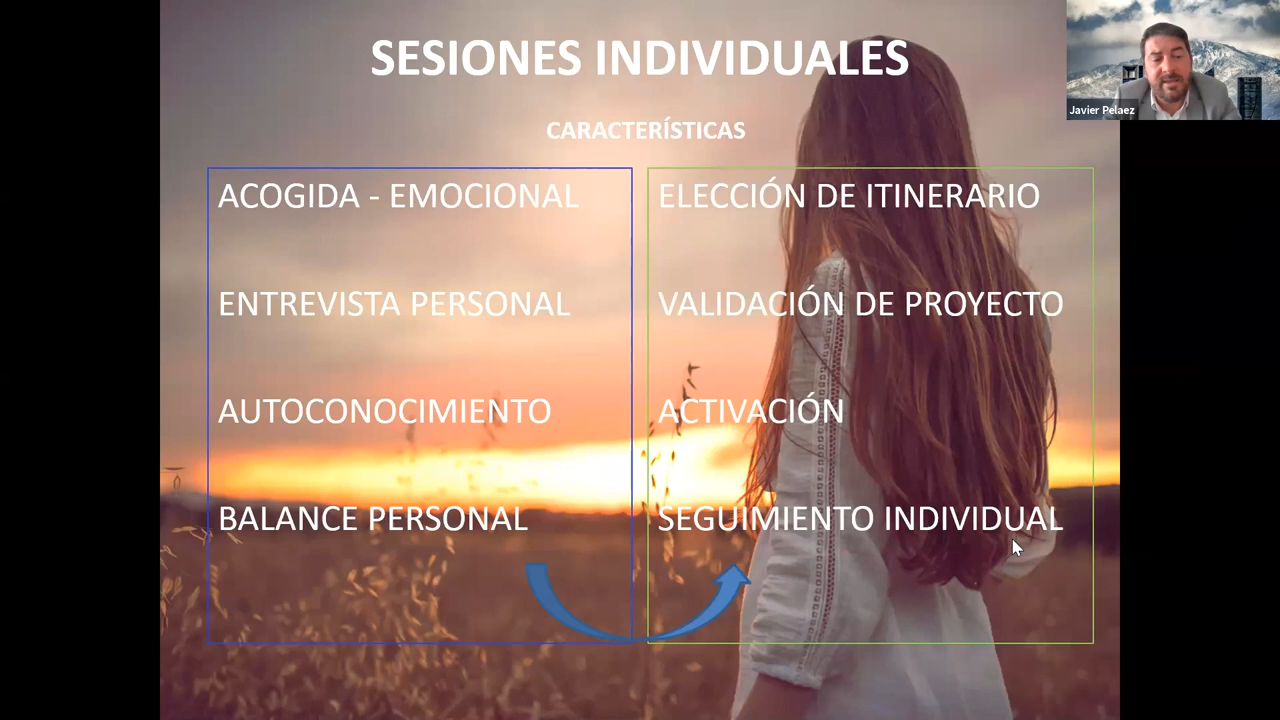 SESIONES INDIVIDUALES
CARACTERÍSTICAS
ACOGIDA - EMOCIONAL
ENTREVISTA PERSONAL
AUTOCONOCIMIENTO
BALANCE PERSONAL
ELECCIÓN DE ITINERARIO
VALIDACIÓN DE PROYECTO
ACTIVACIÓN
SEGUIMIENTO INDIVIDUAL
Javier Pelaez